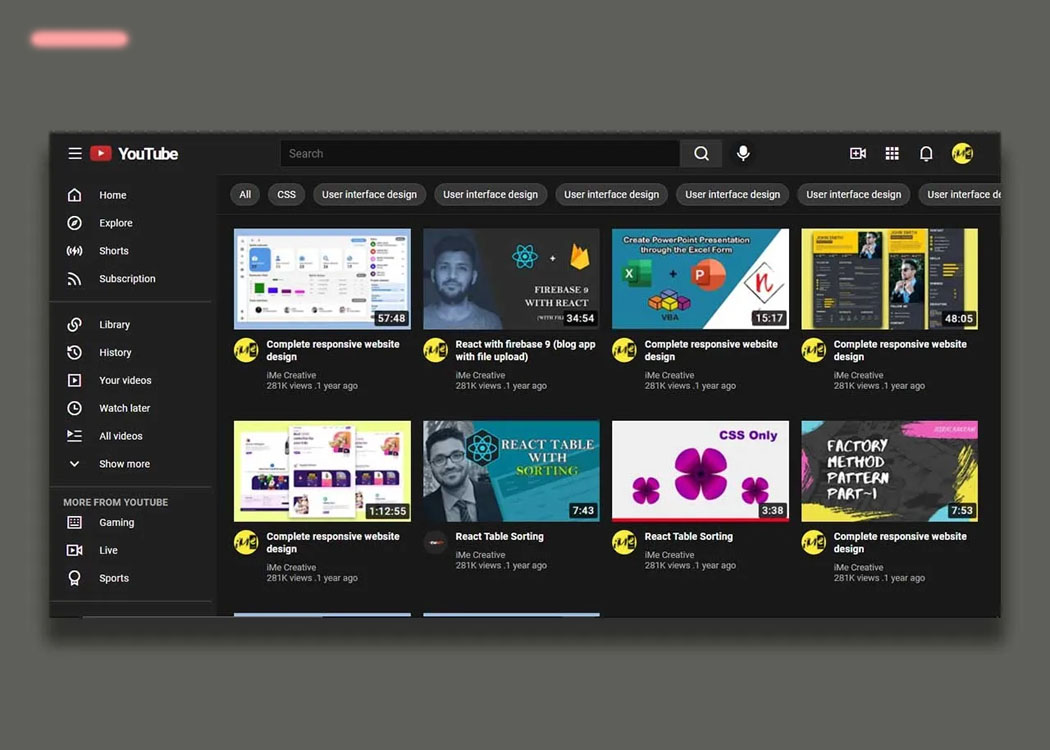 YouTube
Search
Home
Explore
Shorts
Subscription
Library
History
Your videos
Watch later
All videos
Show more
MORE FROM YOUTUBE
Gaming
Live
Sports
All
CSS
User interface design
User interface design
User interface design
User interface design
User interface design
User interface de
57:48
Complete responsive website
design
iMe Creative
281K views .1 year ago
FIREBASE 9
WITH REACT
34:54
React with firebase 9 (blog app
with file upload)
iMe Creative
281K views .1 year ago
Create PowerPoint Presentation
through the Excel Form
X
P
n
VBA
15:17
Complete responsive website
design
iMe Creative
281K views .1 year ago
JOHN SMITH
48:05
Complete responsive website
design
iMe Creative
281K views .1 year ago
1:12:55
Complete responsive website
design
iMe Creative
281K views .1 year ago
REACT TABLE
WITH
SORTING
7:43
React Table Sorting
iMe Creative
281K views .1 year ago
CSS Only
3:38
React Table Sorting
iMe Creative
281K views .1 year ago
FACTORY
METHOD
PATTERN
PART~1
7:53
Complete responsive website
design
iMe Creative
281K views .1 year ago